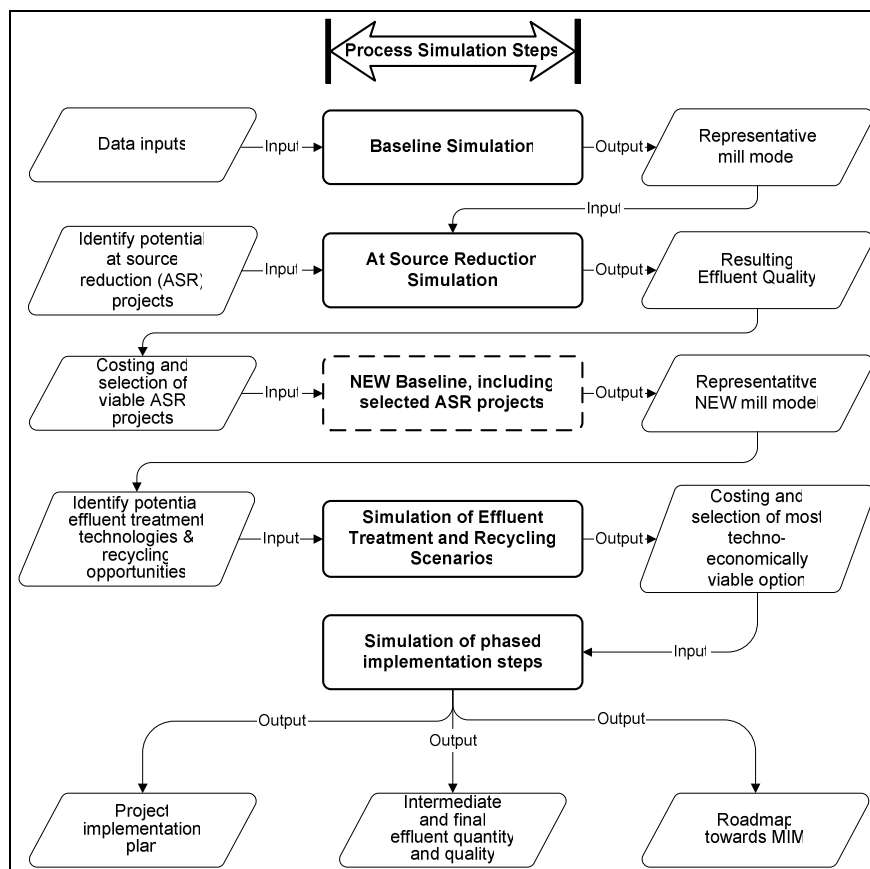 Process Simulation Steps
Data inputs
Input
Baseline Simulation
Output
Representative
mill mode
Input
Identify potential
at source
reduction (ASR)
projects
Input
At Source Reduction
Simulation
Output
Resulting
Effluent Quality
Costing and
selection of
viable ASR
projects
Input
NEW Baseline, including
selected ASR projects
Output
Representatitve
NEW mill model
Identify potentia
effluent treatment
technologies &
recycling
opportunities
Input
Simulation of Effluent
Treatment and Recycling
Scenarios
Output
Costing and
selection of most
techno-
economically
viable option
Simulation of phased
implementation steps
Input
Output
Output
Output
Project
implementation
plan
Intermediate
and final
effluent quantity
and quality
Roadmap
towards MIM